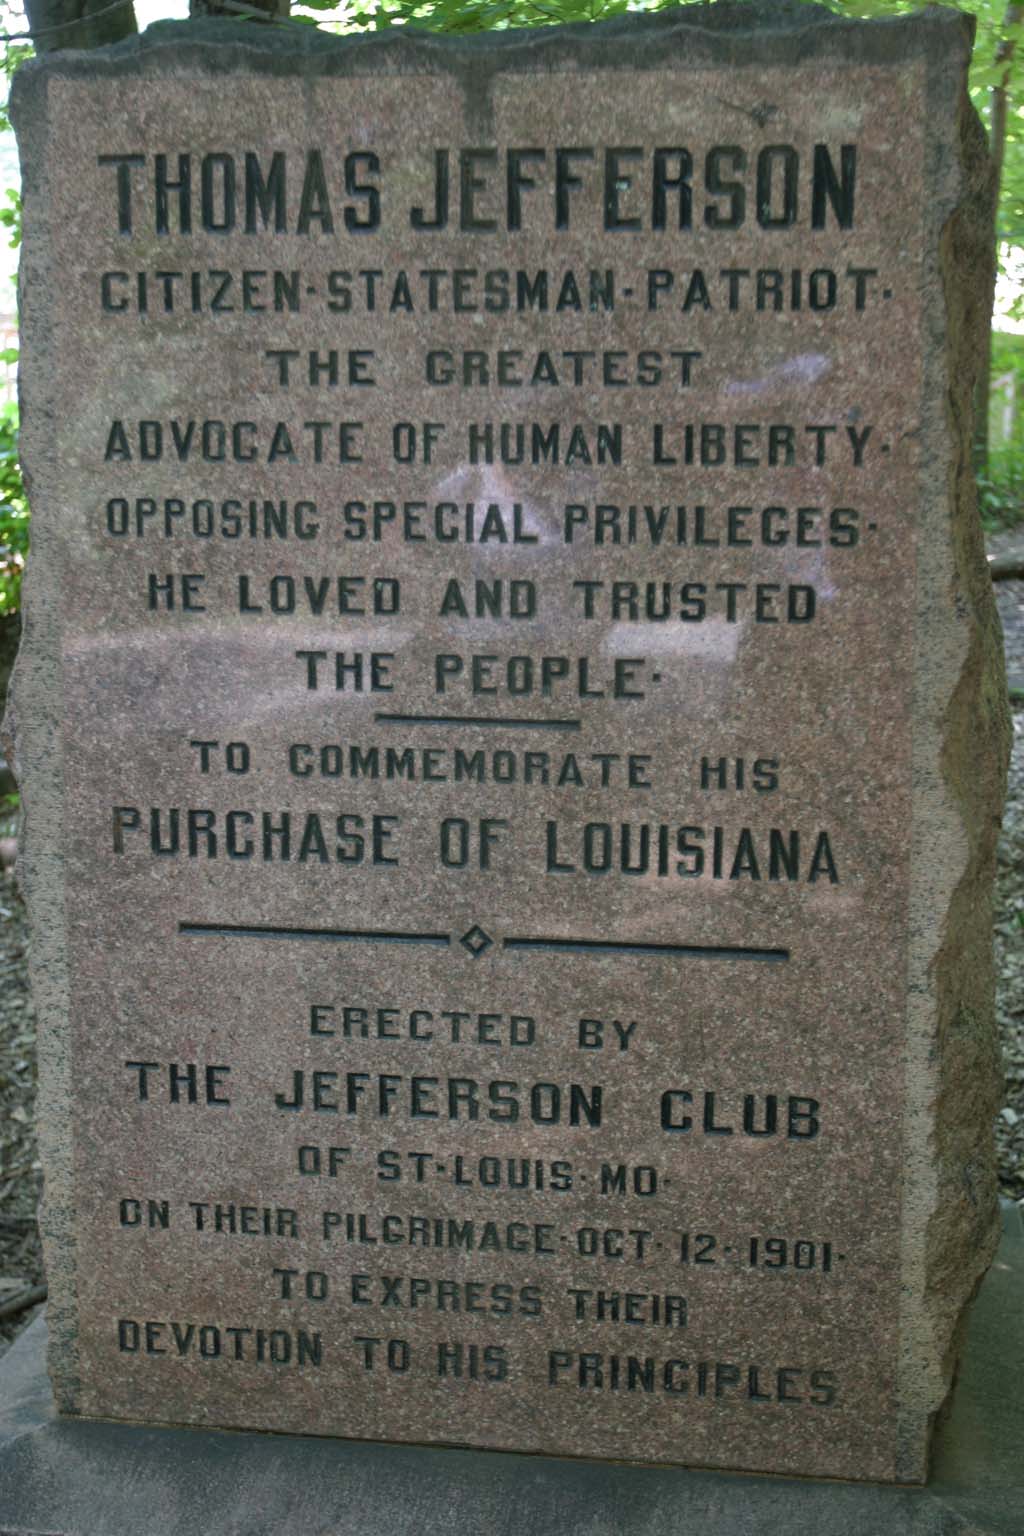 THOMAS JEFFERSON
CITIZEN·STATESMAN·PATRIOT·
THE GREATEST
ADVOCATE OF HUMAN LIBERTY·
OPPOSING SPECIAL PRIVILEGES·
HE LOVED AND TRUSTED
THE PEOPLE·
TO COMMEMORATE HIS
PURCHASE OF LOUISIANA
ERECTED BY
THE JEFFERSON CLUB
OF ST·LOUIS·MO·
ON THEIR PILGRIMAGE·OCT·12·1901·
TO EXPRESS THEIR
DEVOTION TO HIS PRINCIPLES